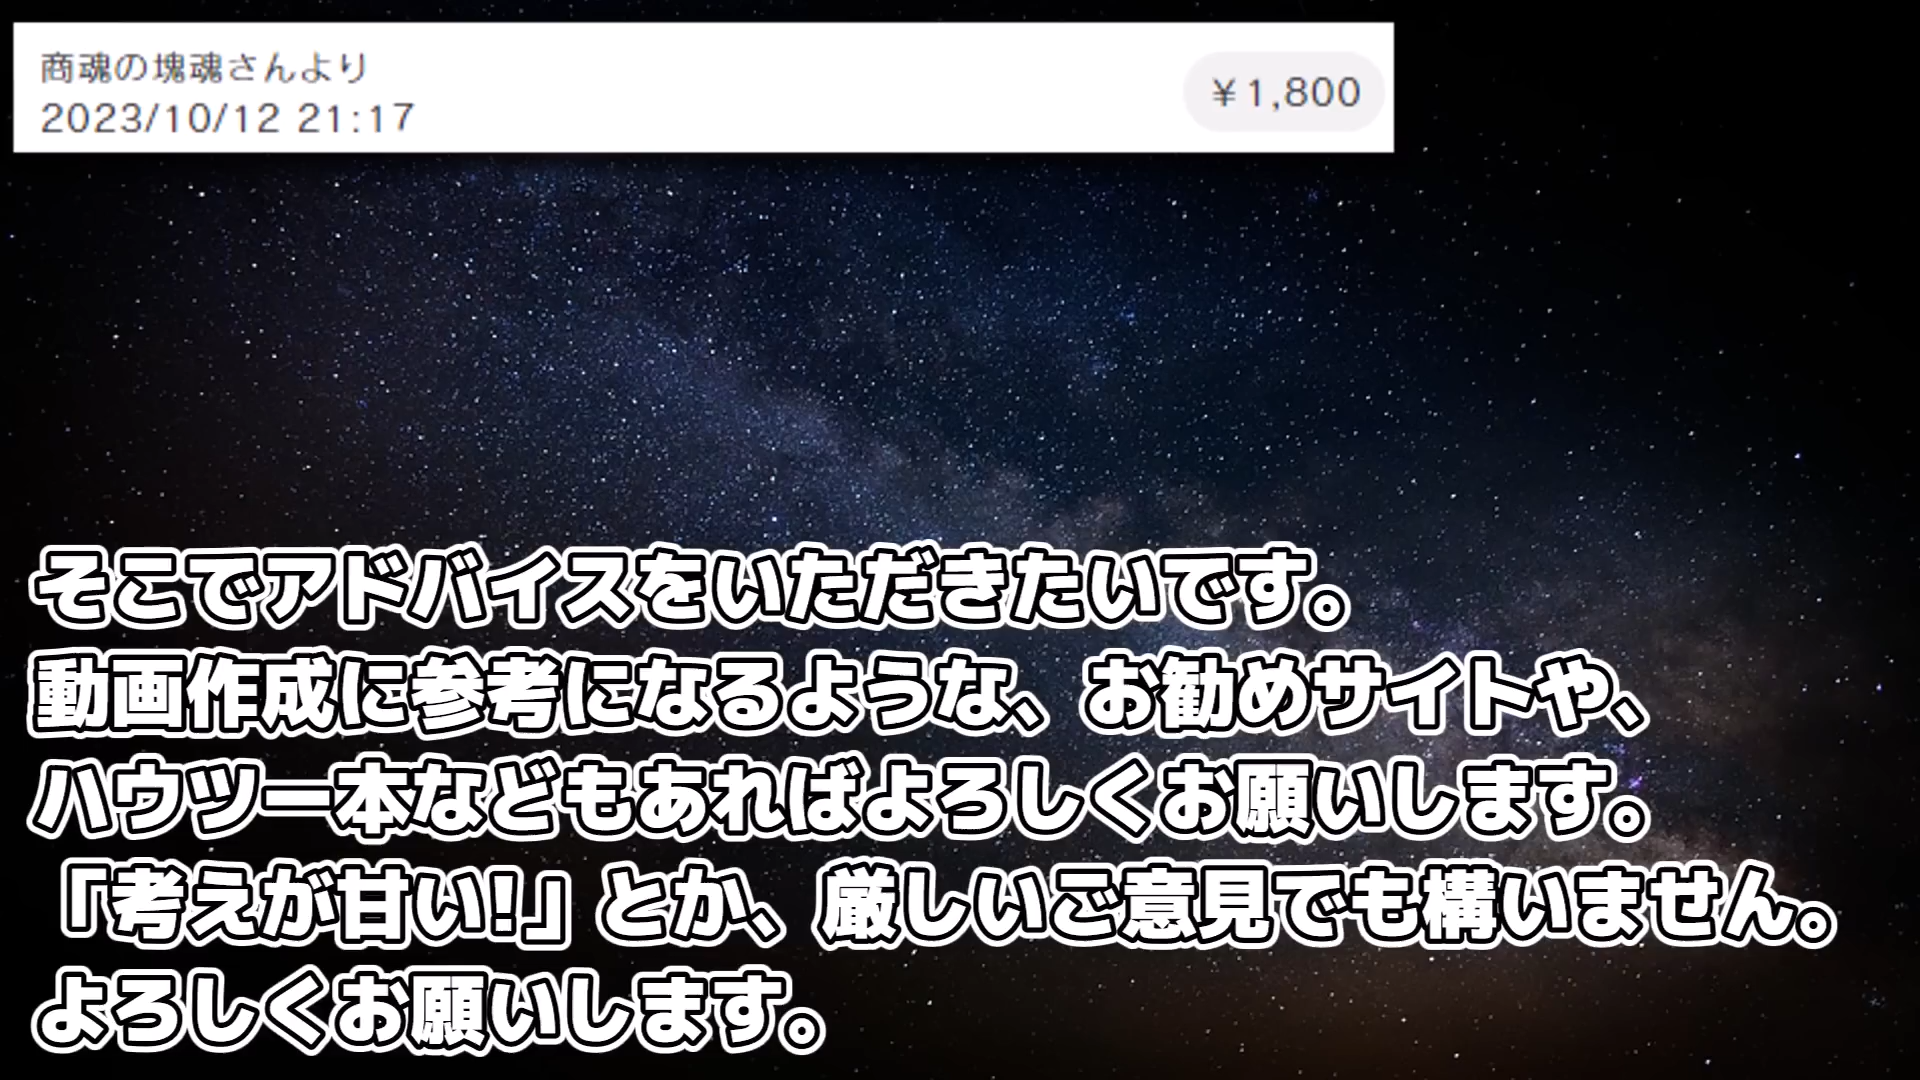 商魂の塊魂さんより
2023/10/12 21:17
￥1,800
そこでアドバイスをいただきたいです。
動画作成に参考になるような、お勧めサイトや、
ハウツー本などもあればよろしくお願いします。
「考えが甘い!」とか、厳しいご意見でも構いません。
よろしくお願いします。